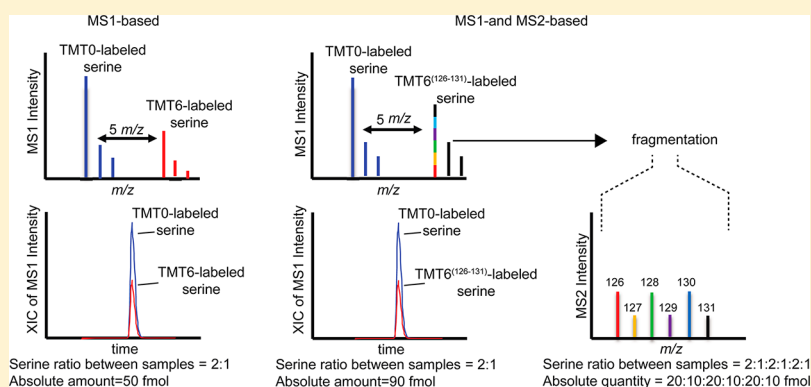 MS1-based
MS1-and MS2-based
TMT0-labeled
serine
TMT6-labeled
serine
5 m/z
MS1 Intensity
m/z
TMT0-labeled
serine
TMT6(126-131)-labeled
serine
5 m/z
MS1 Intensity
m/z
fragmentation
XIC of MS1 Intensity
TMT0-labeled
serine
TMT6-labeled
serine
time
XIC of MS1 Intensity
TMT0-labeled
serine
TMT6(126-131)-labeled
serine
time
MS2 Intensity
126
127
128
129
130
131
m/z
Serine ratio between samples = 2:1
Absolute amount=50 fmol
Serine ratio between samples = 2:1
Absolute amount=90 fmol
Serine ratio between samples = 2:1:2:1:2:1
Absolute quantity = 20:10:20:10:20:10 fmol